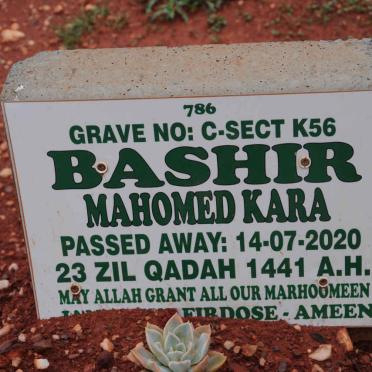 786
GRAVE NO: C-SECT K56
BASHIR
MAHOMED KARA
PASSED AWAY: 14-07-2020
23 ZIL QADAH 1441 A.H.
MAY ALLAH GRANT ALL OUR MARHOOMEEN
FIRDOSE - AMEEN